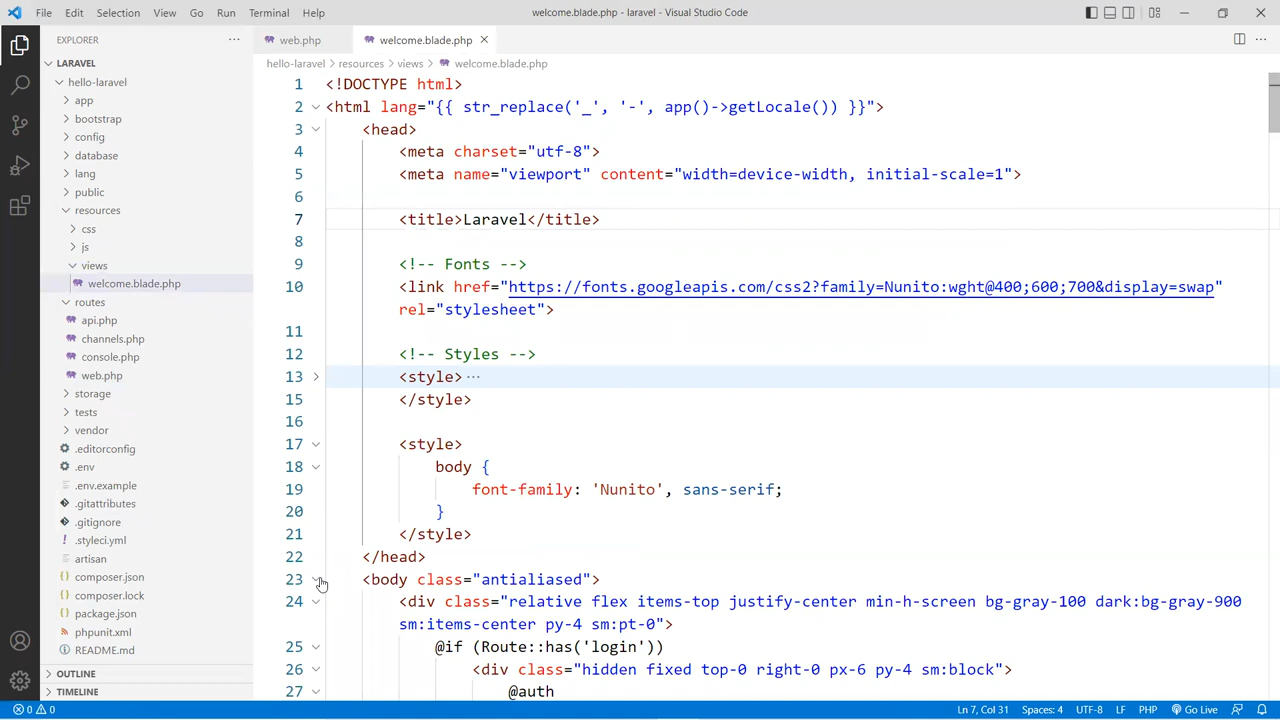 File Edit Selection View Go Run Terminal Help
welcome.blade.php - laravel - Visual Studio Code
EXPLORER
LARAVEL
hello-laravel
app
bootstrap
config
database
lang
public
resources
css
js
views
welcome.blade.php
routes
api.php
channels.php
console.php
web.php
storage
tests
vendor
.editorconfig
.env
.env.example
.gitattributes
.gitignore
.styleci.yml
artisan
composer.json
composer.lock
package.json
phpunit.xml
README.md
OUTLINE
TIMELINE
web.php
welcome.blade.php
hello-laravel > resources > views > welcome.blade.php
1 <!DOCTYPE html>
2 <html lang="{{ str_replace('_', '-', app()->getLocale()) }}">
3 <head>
4 <meta charset="utf-8">
5 <meta name="viewport" content="width=device-width, initial-scale=1">
6
7 <title>Laravel</title>
8
9 <!-- Fonts -->
10 <link href="https://fonts.googleapis.com/css2?family=Nunito:wght@400;600;700&display=swap"
rel="stylesheet">
11
12 <!-- Styles -->
13 <style> ...
15 </style>
16
17 <style>
18 body {
19 font-family: 'Nunito', sans-serif;
20 }
21 </style>
22 </head>
23 <body class="antialiased">
24 <div class="relative flex items-top justify-center min-h-screen bg-gray-100 dark:bg-gray-900
sm:items-center py-4 sm:pt-0">
25 @if (Route::has('login'))
26 <div class="hidden fixed top-0 right-0 px-6 py-4 sm:block">
27 @auth
0 0
Ln 7, Col 31 Spaces: 4 UTF-8 LF PHP Go Live